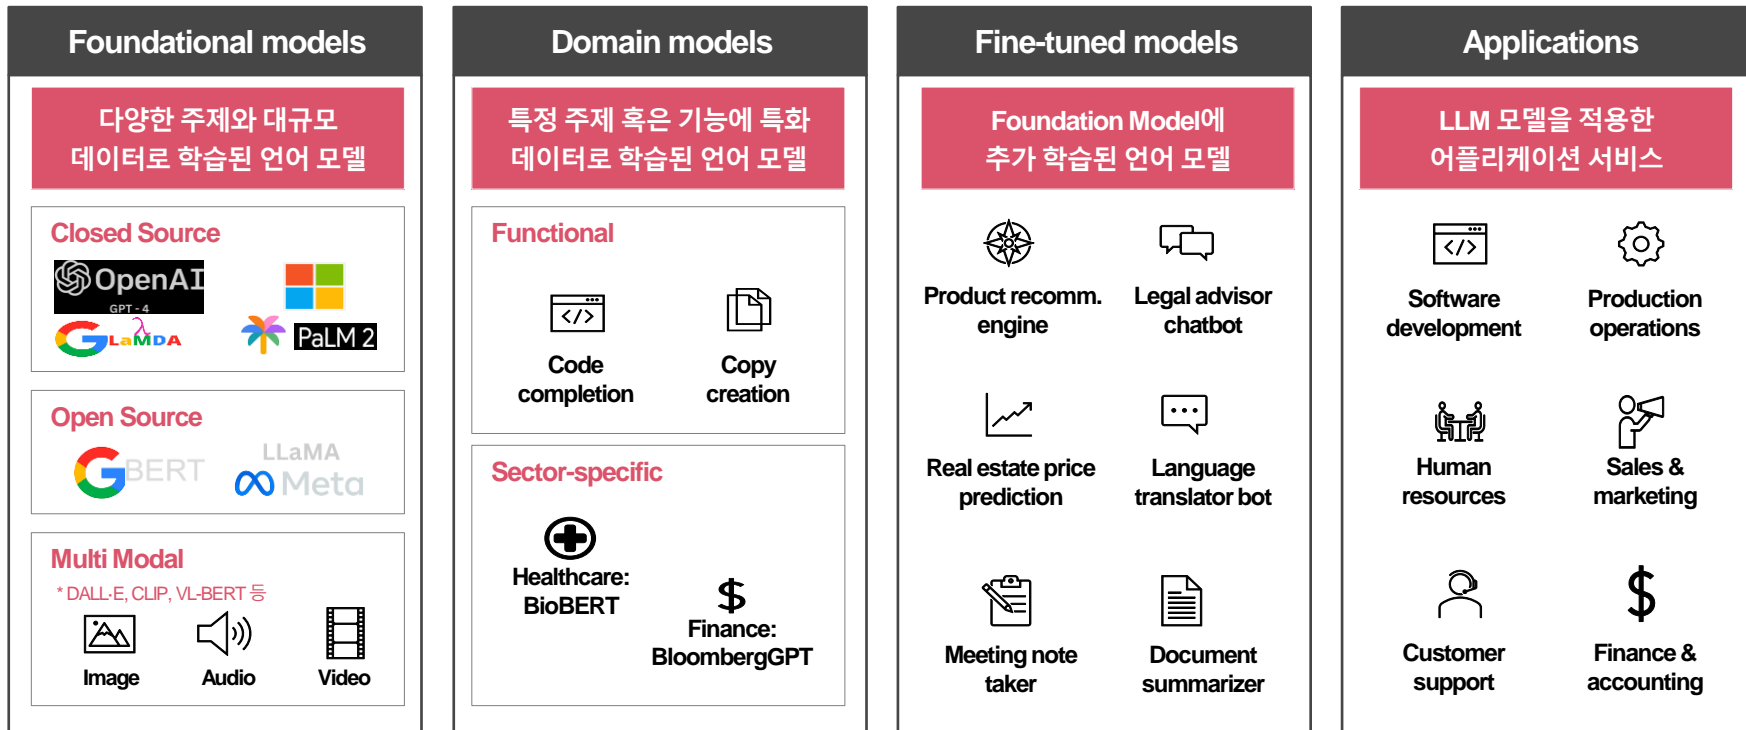 Foundational models
다양한 주제와 대규모
데이터로 학습된 언어 모델
Closed Source
OpenAI
GPT - 4
LaMDA
PaLM 2
Open Source
BERT
LLaMA
Meta
Multi Modal
* DALL·E, CLIP, VL-BERT 등
Image
Audio
Video
Domain models
특정 주제 혹은 기능에 특화
데이터로 학습된 언어 모델
Functional
</>
Code
completion
Copy
creation
Sector-specific
Healthcare:
BioBERT
$
Finance:
BloombergGPT
Fine-tuned models
Foundation Model에
추가 학습된 언어 모델
Product recomm.
engine
Legal advisor
chatbot
Real estate price
prediction
Language
translator bot
Meeting note
taker
Document
summarizer
Applications
LLM 모델을 적용한
어플리케이션 서비스
</>
Software
development
Production
operations
Human
resources
Sales &
marketing
Customer
support
$
Finance &
accounting